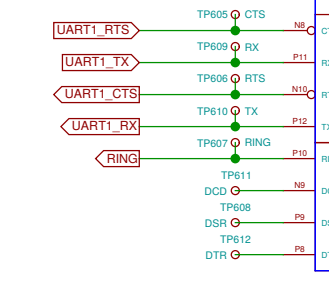 TP605 CTS
UART1_RTS N8
TP609 RX
UART1_TX P11
TP606 RTS
UART1_CTS N10
TP610 TX
UART1_RX P12
TP607 RING
RING P10
TP611
DCD N9
TP608
DSR P9
TP612
DTR P8